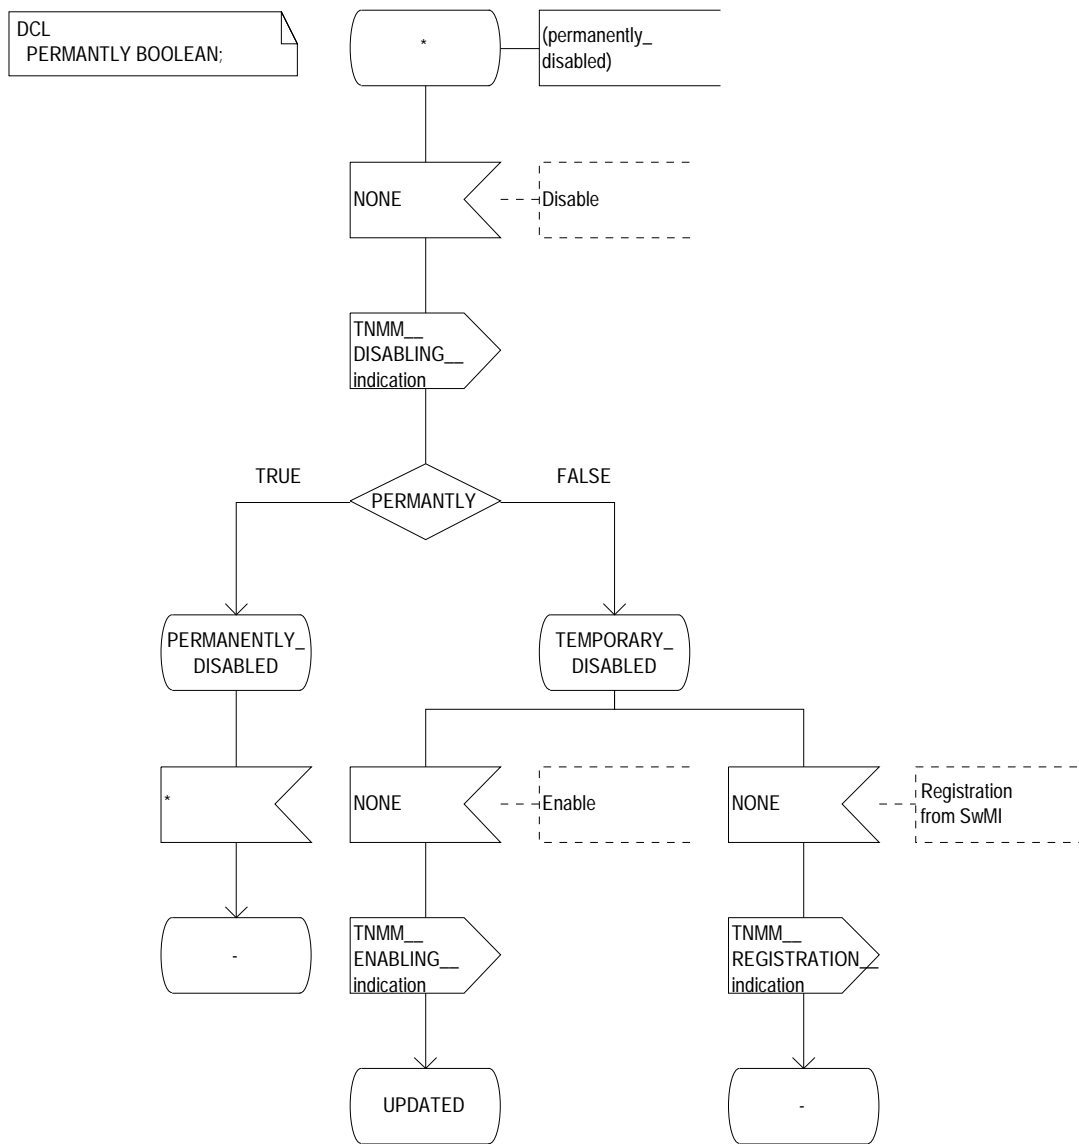 DCL
PERMANTLY BOOLEAN;
*
(permanently_
disabled)
NONE
Disable
TNMM__
DISABLING__
indication
TRUE
FALSE
PERMANTLY
PERMANENTLY_
DISABLED
TEMPORARY_
DISABLED
*
NONE
Enable
NONE
Registration
from SwMI
-
TNMM__
ENABLING__
indication
TNMM__
REGISTRATION__
indication
UPDATED
-